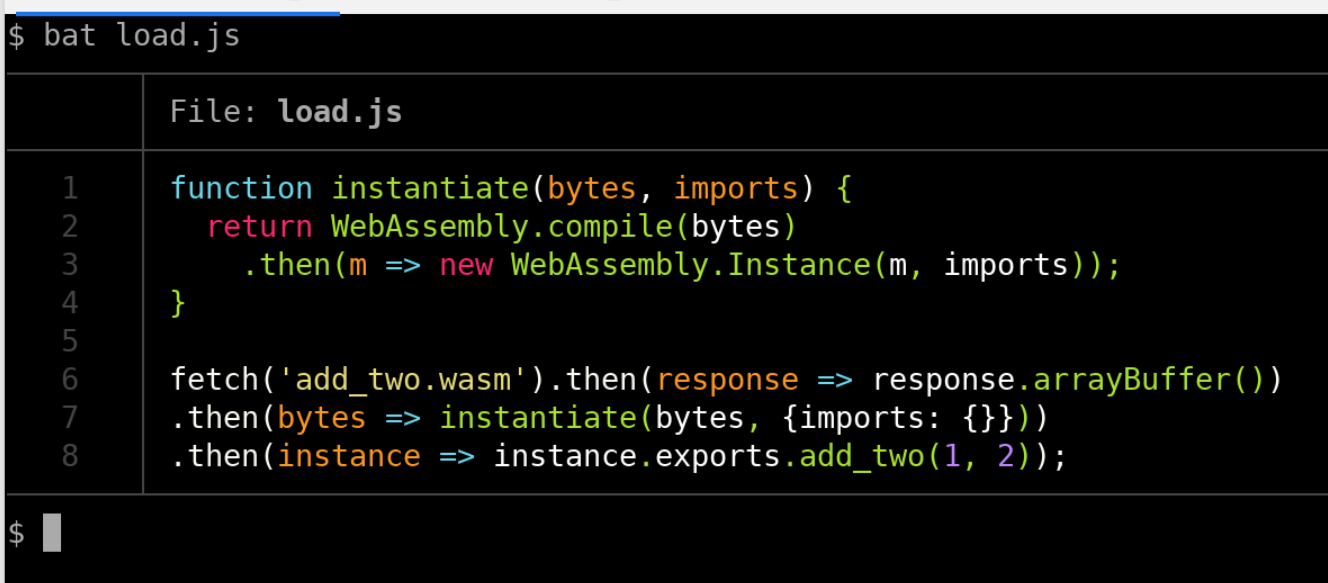 $ bat load.js
File: load.js
1 function instantiate(bytes, imports) {
2   return WebAssembly.compile(bytes)
3     .then(m => new WebAssembly.Instance(m, imports));
4 }
5
6 fetch('add_two.wasm').then(response => response.arrayBuffer())
7 .then(bytes => instantiate(bytes, {imports: {}}))
8 .then(instance => instance.exports.add_two(1, 2));
$